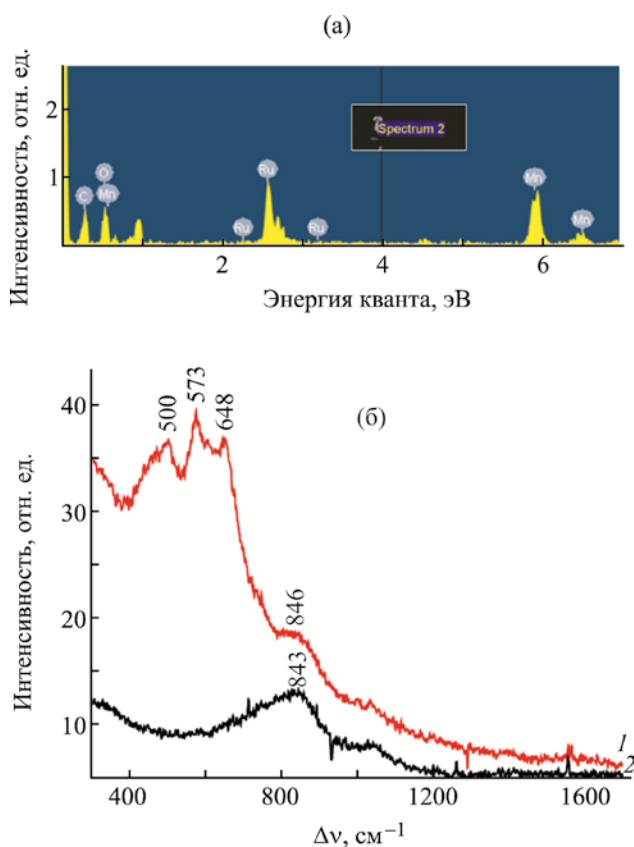 (а)
Интенсивность, отн. ед.
2
1
O
C
Mn
Ru
Ru
Ru
Spectrum 2
Mn
Mn
2
4
6
Энергия кванта, эВ
(б)
Интенсивность, отн. ед.
40
30
20
10
500
573
648
846
843
1
2
400
800
1200
1600
Δν, см⁻¹